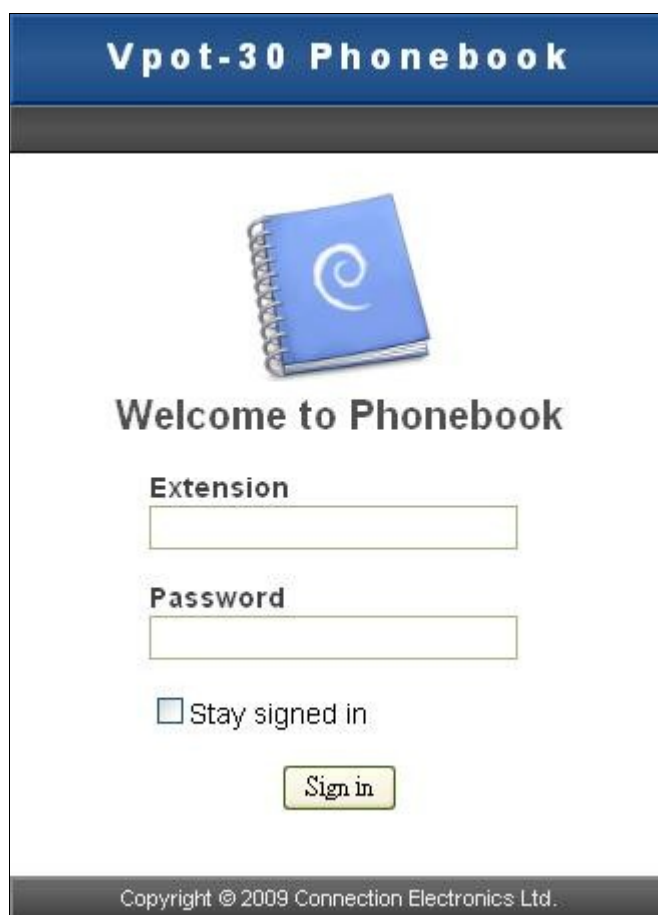 Vpot-30 Phonebook
Welcome to Phonebook
Extension
Password
Stay signed in
Sign in
Copyright © 2009 Connection Electronics Ltd.